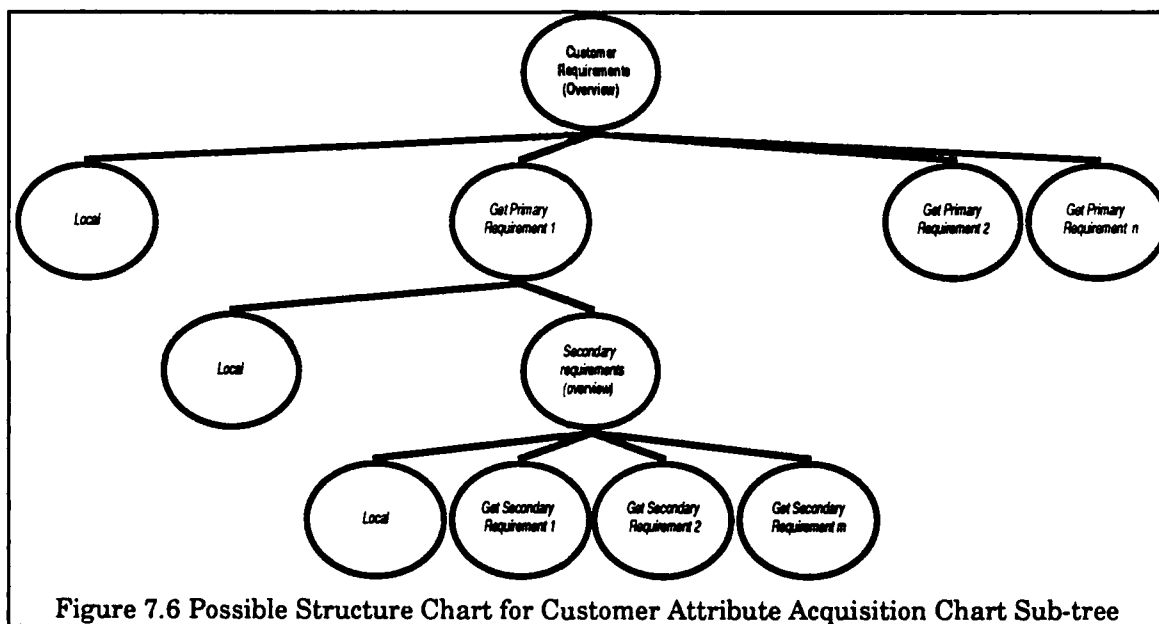 Customer
Requirements
(Overview)
Local
Get Primary
Requirement 1
Get Primary
Requirement 2
Get Primary
Requirement n
Local
Secondary
requirements
(overview)
Local
Get Secondary
Requirement 1
Get Secondary
Requirement 2
Get Secondary
Requirement m
Figure 7.6 Possible Structure Chart for Customer Attribute Acquisition Chart Sub-tree